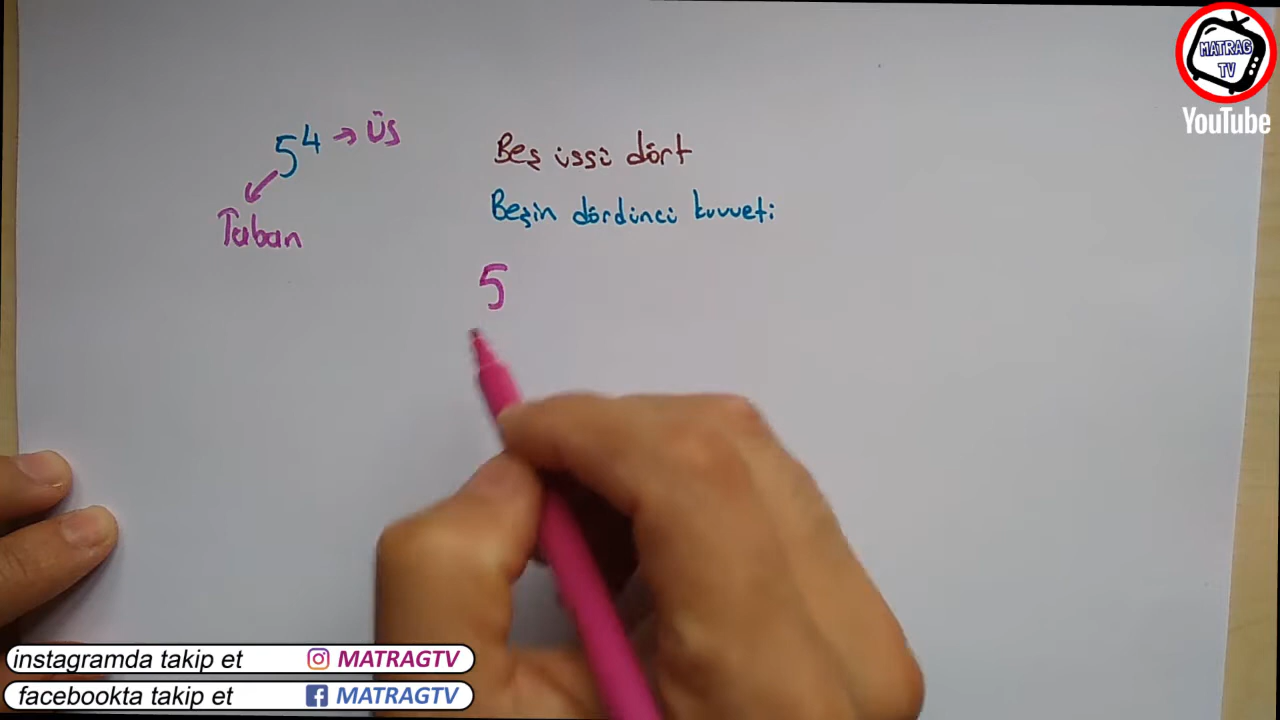 5⁴ → üs
Taban
Beş üssü dört
Beşin dördüncü kuvveti
5
MATRAG
TV
YouTube
instagramda takip et MATRAGTV
facebookta takip et MATRAGTV